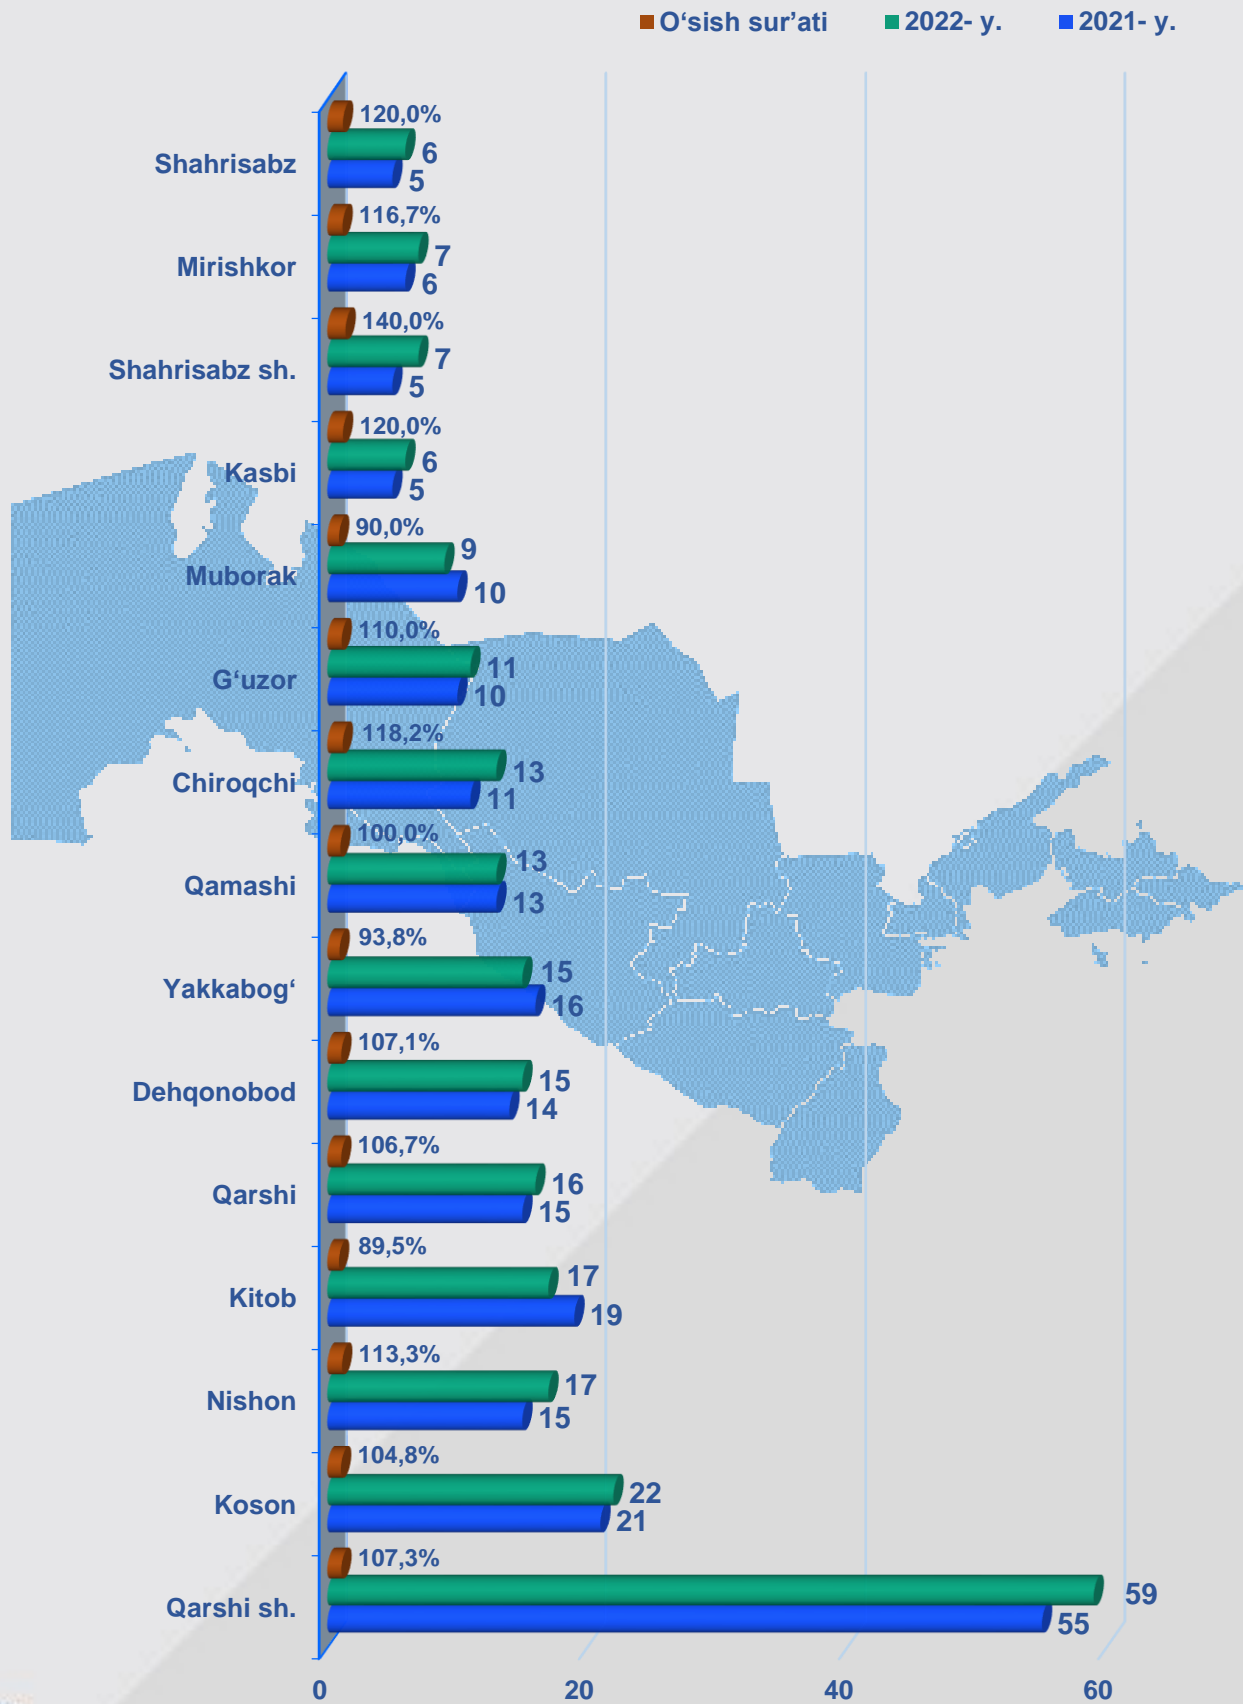 O‘sish sur’ati 2022- y. 2021- y.
120,0%
Shahrisabz 6
5
116,7%
Mirishkor 7
6
140,0%
Shahrisabz sh. 7
5
120,0%
Kasbi 6
5
90,0%
Muborak 9
10
110,0%
G‘uzor 11
10
118,2%
Chiroqchi 13
11
100,0%
Qamashi 13
13
93,8%
Yakkabog‘ 15
16
107,1%
Dehqonobod 15
14
106,7%
Qarshi 16
15
89,5%
Kitob 17
19
113,3%
Nishon 17
15
104,8%
Koson 22
21
107,3%
Qarshi sh. 59
55
0 20 40 60